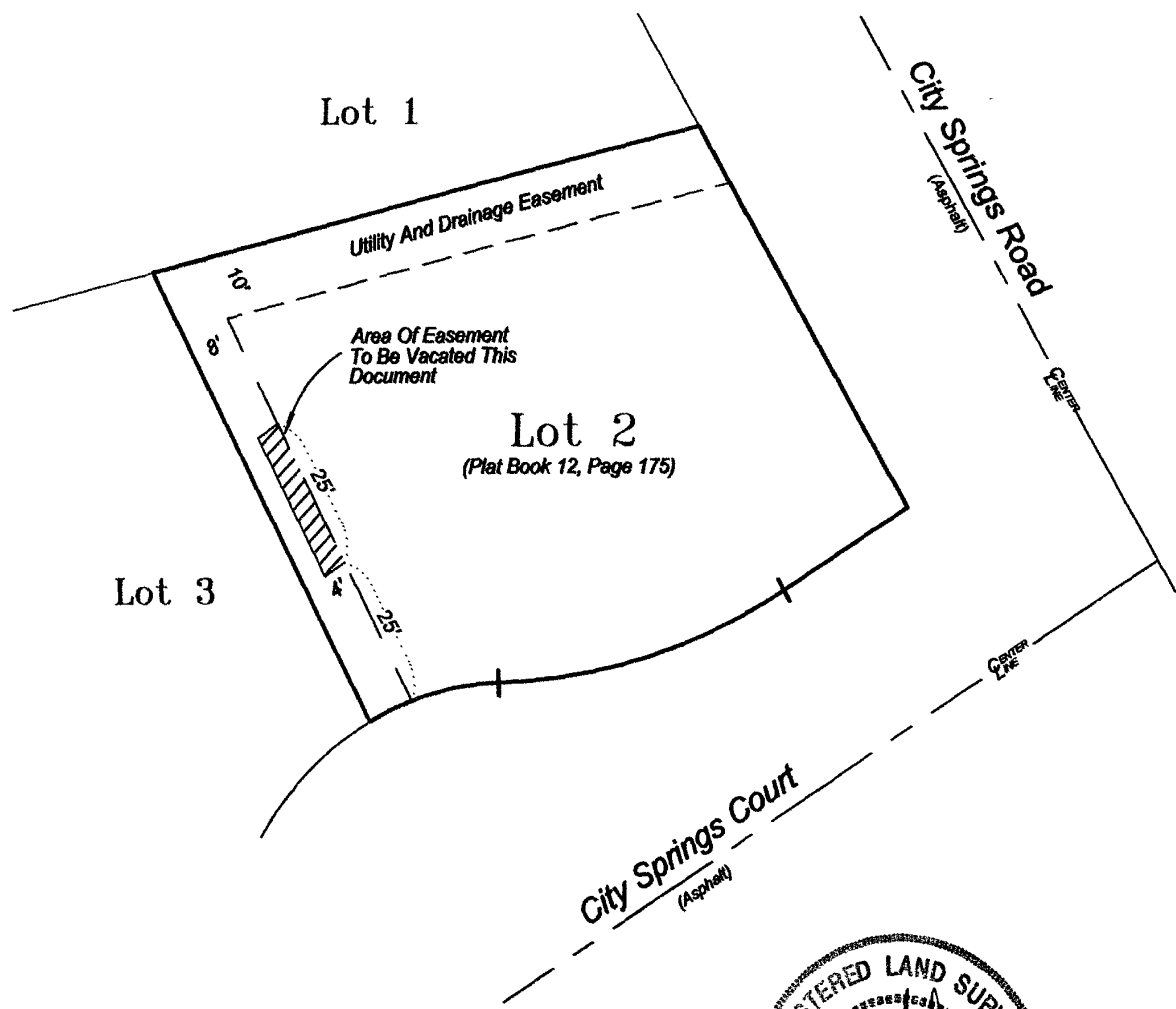 Lot 1
City Springs Road
(Asphalt)
Utility And Drainage Easement
10'
8'
Area Of Easement
To Be Vacated This
Document
CENTER
LINE
Lot 2
(Plat Book 12, Page 175)
25'
Lot 3
4'
25'
CENTER
LINE
City Springs Court
(Asphalt)
LAND